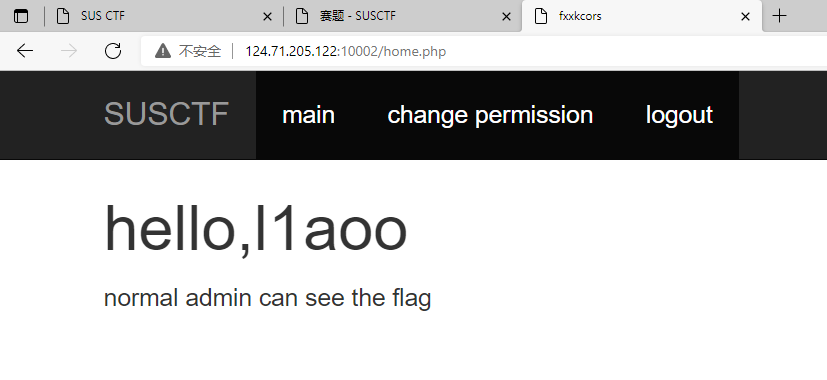 SUS CTF
赛题 - SUSCTF
fxxkcors
不安全
124.71.205.122:10002/home.php
SUSCTF main change permission logout
hello,l1aoo
normal admin can see the flag